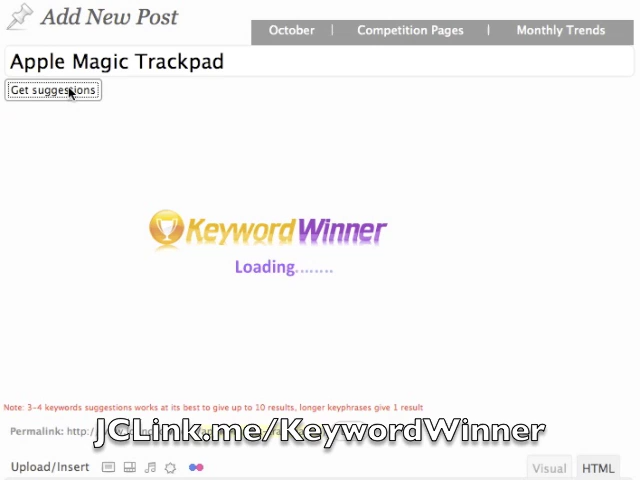 Add New Post
October | Competition Pages | Monthly Trends
Apple Magic Trackpad
Get suggestions
KeywordWinner
Loading........
Note: 3-4 keywords suggestions works at its best to give up to 10 results, longer keyphrases give 1 result
Permalink: http:/
JCLink.me/KeywordWinner
Upload/Insert
Visual HTML